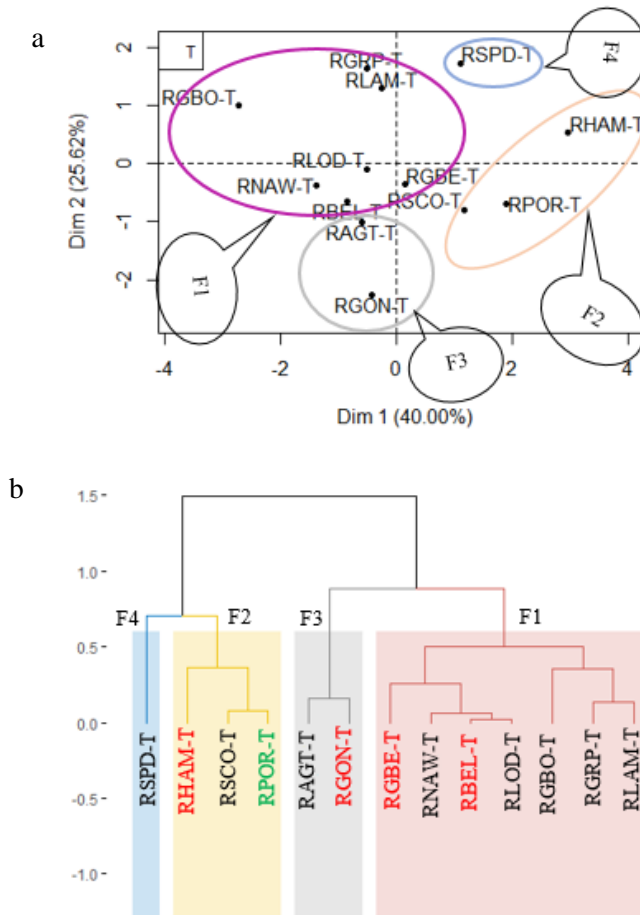 a
T
2
1
0
-1
-2
Dim 2 (25.62%)
RGRP-T
RLAM-T
RSPD-T
F4
RGBO-T
RHAM-T
RLOD-T
RGBE-T
RNAW-T
RSCO-T
RPOR-T
RBEL-T
RAGT-T
RGON-T
F1
F2
F3
-4
-2
0
2
4
Dim 1 (40.00%)
b
1.5
1.0
0.5
0.0
-0.5
-1.0
F4
F2
F3
F1
RSPD-T
RHAM-T
RSCO-T
RPOR-T
RAGT-T
RGON-T
RGBE-T
RNAW-T
RBEL-T
RLOD-T
RGBO-T
RGRP-T
RLAM-T